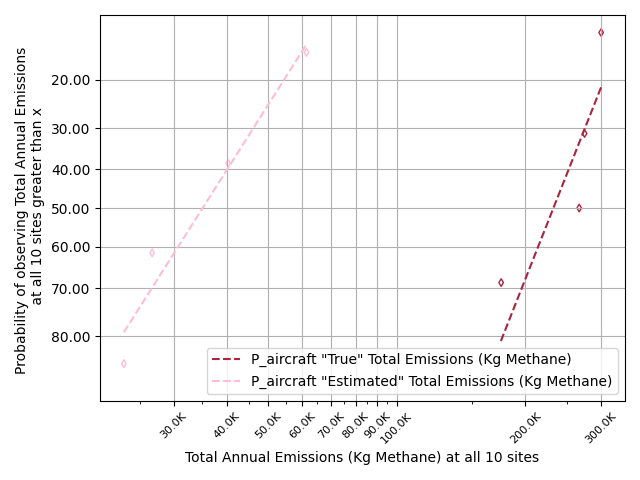 Probability of observing Total Annual Emissions
at all 10 sites greater than x
20.00
30.00
40.00
50.00
60.00
70.00
80.00
P_aircraft "True" Total Emissions (Kg Methane)
P_aircraft "Estimated" Total Emissions (Kg Methane)
30.0K
40.0K
50.0K
60.0K
70.0K
80.0K
90.0K
100.0K
200.0K
300.0K
Total Annual Emissions (Kg Methane) at all 10 sites